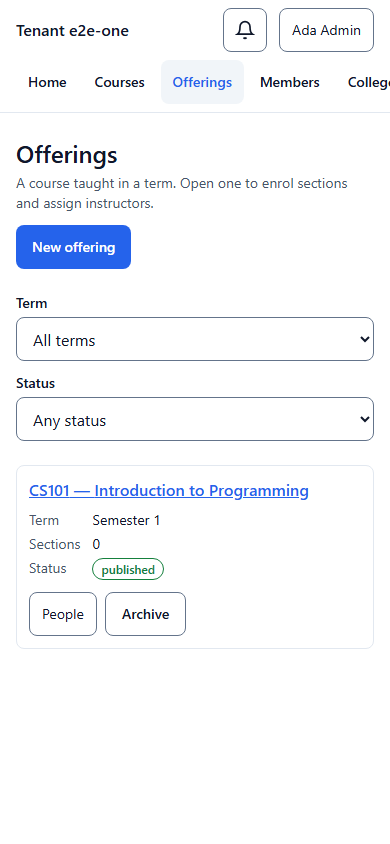 Tenant e2e-one
Ada Admin
Home Courses Offerings Members
Offerings
A course taught in a term. Open one to enrol sections
and assign instructors.
New offering
Term
All terms
Status
Any status
CS101 — Introduction to Programming
Term Semester 1
Sections 0
Status published
People Archive